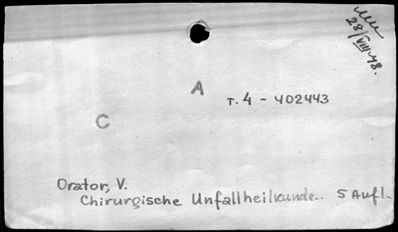 28/VIII 48.
A
т. 4 - 402443
C
Orator, V.
Chirurgische Unfallheilkunde.. 5 Aufl.